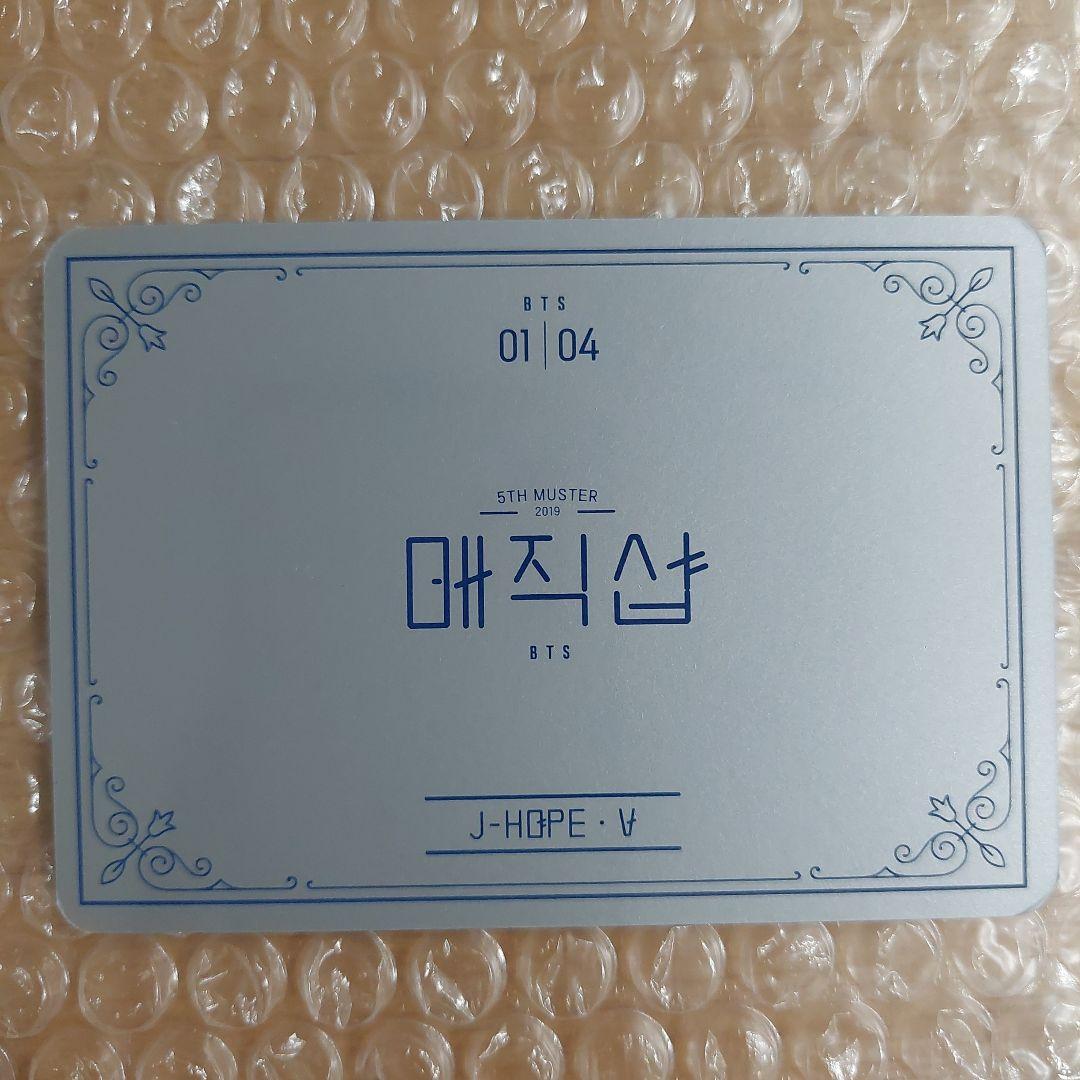 BTS
01|04
5TH MUSTER
2019
매직샵
BTS
J-HOPE · V